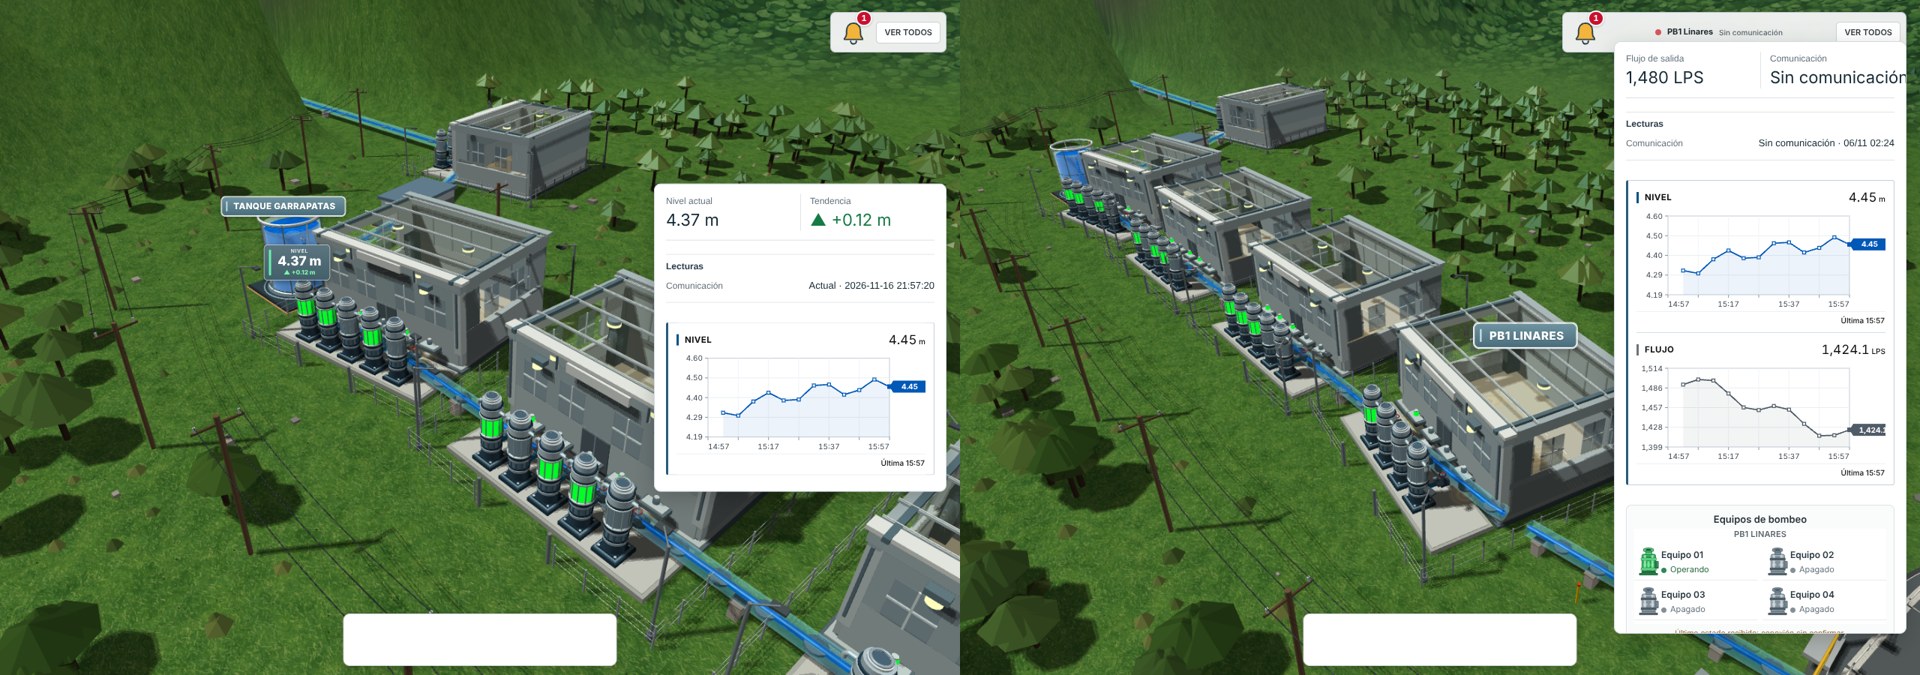 1
VER TODOS
TANQUE GARRAPATAS
NIVEL
4.37 m
▲ +0.12 m
Nivel actual
4.37 m
Tendencia
▲ +0.12 m
Lecturas
Comunicación
Actual · 2026-11-16 21:57:20
NIVEL
4.45 m
4.60
4.50
4.40
4.29
4.19
4.45
14:57
15:17
15:37
15:57
Última 15:57
1
PB1 Linares
Sin comunicación
VER TODOS
PB1 LINARES
Flujo de salida
1,480 LPS
Comunicación
Sin comunicación
Lecturas
Comunicación
Sin comunicación · 06/11 02:24
NIVEL
4.45 m
4.60
4.50
4.40
4.29
4.19
4.45
14:57
15:17
15:37
15:57
Última 15:57
FLUJO
1,424.1 LPS
1,514
1,486
1,457
1,428
1,399
1,424.1
14:57
15:17
15:37
15:57
Última 15:57
Equipos de bombeo
PB1 LINARES
Equipo 01
Operando
Equipo 02
Apagado
Equipo 03
Apagado
Equipo 04
Apagado